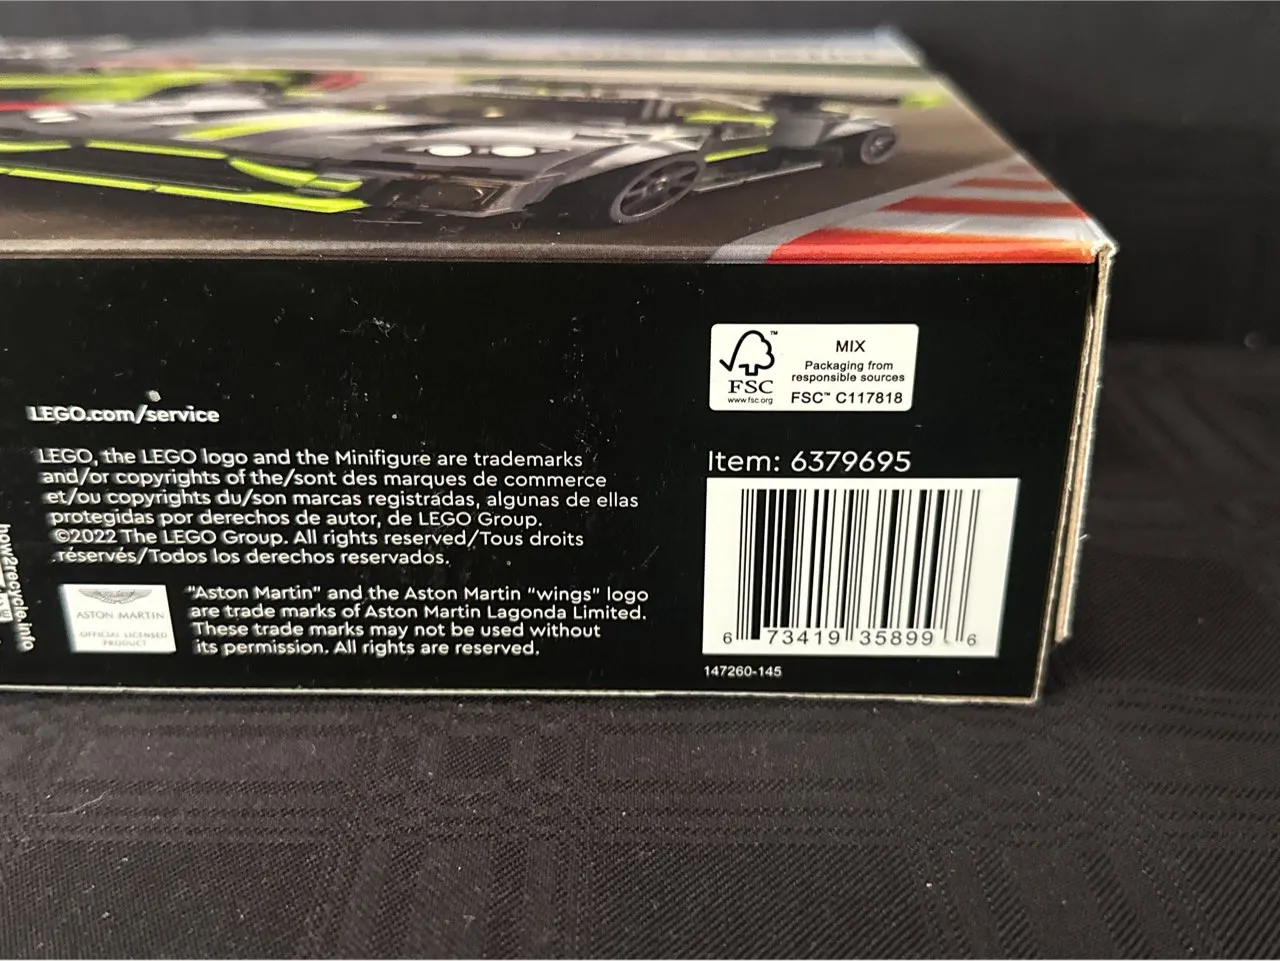 LEGO.com/service
LEGO, the LEGO logo and the Minifigure are trademarks
and/or copyrights of the/sont des marques de commerce
et/ou copyrights du/son marcas registradas, algunas de ellas
protegidas por derechos de autor, de LEGO Group.
©2022 The LEGO Group. All rights reserved/Tous droits
réservés/Todos los derechos reservados.
how2recycle.info
ASTON MARTIN
OFFICIAL LICENSED
PRODUCT
"Aston Martin" and the Aston Martin "wings" logo
are trade marks of Aston Martin Lagonda Limited.
These trade marks may not be used without
its permission. All rights are reserved.
FSC
www.fsc.org
MIX
Packaging from
responsible sources
FSC™ C117818
Item: 6379695
6 73419 35899 6
147260-145